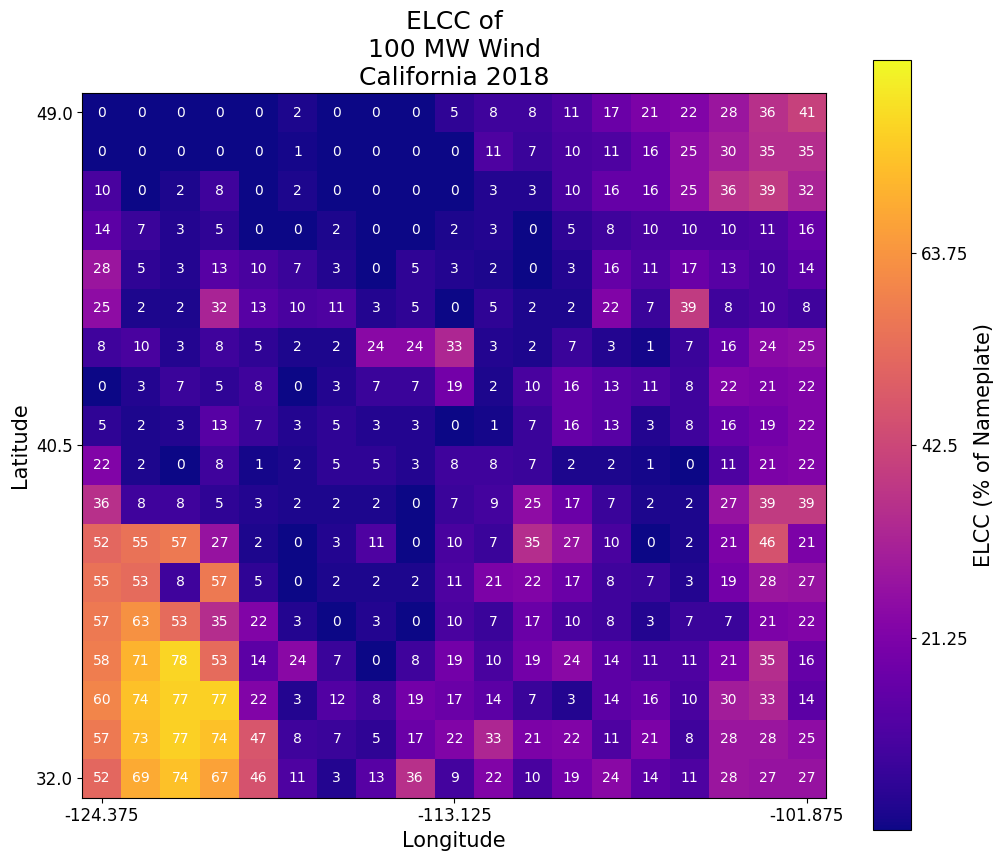 ELCC of
100 MW Wind
California 2018
49.0
0 0 0 0 0 2 0 0 0 5 8 8 11 17 21 22 28 36 41
0 0 0 0 0 1 0 0 0 0 11 7 10 11 16 25 30 35 35
10 0 2 8 0 2 0 0 0 0 3 3 10 16 16 25 36 39 32
14 7 3 5 0 0 2 0 0 2 3 0 5 8 10 10 10 11 16
28 5 3 13 10 7 3 0 5 3 2 0 3 16 11 17 13 10 14
25 2 2 32 13 10 11 3 5 0 5 2 2 22 7 39 8 10 8
8 10 3 8 5 2 2 24 24 33 3 2 7 3 1 7 16 24 25
0 3 7 5 8 0 3 7 7 19 2 10 16 13 11 8 22 21 22
5 2 3 13 7 3 5 3 3 0 1 7 16 13 3 8 16 19 22
40.5
22 2 0 8 1 2 5 5 3 8 8 7 2 2 1 0 11 21 22
36 8 8 5 3 2 2 2 0 7 9 25 17 7 2 2 27 39 39
52 55 57 27 2 0 3 11 0 10 7 35 27 10 0 2 21 46 21
55 53 8 57 5 0 2 2 2 11 21 22 17 8 7 3 19 28 27
57 63 53 35 22 3 0 3 0 10 7 17 10 8 3 7 7 21 22
58 71 78 53 14 24 7 0 8 19 10 19 24 14 11 11 21 35 16
60 74 77 77 22 3 12 8 19 17 14 7 3 14 16 10 30 33 14
57 73 77 74 47 8 7 5 17 22 33 21 22 11 21 8 28 28 25
32.0
52 69 74 67 46 11 3 13 36 9 22 10 19 24 14 11 28 27 27
-124.375 -113.125 -101.875
Longitude
Latitude
63.75
42.5
21.25
ELCC (% of Nameplate)